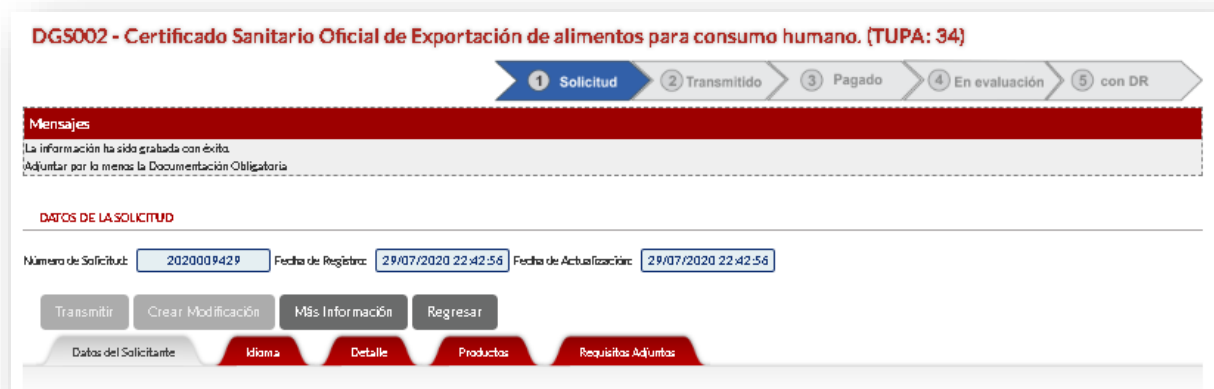 DGS002 - Certificado Sanitario Oficial de Exportación de alimentos para consumo humano. (TUPA: 34)
1 Solicitud 2 Transmitido 3 Pagado 4 En evaluación 5 con DR
Mensajes
La información ha sido grabada con éxito.
Adjuntar por lo menos la Documentación Obligatoria
DATOS DE LA SOLICITUD
Número de Solicitud: 2020009429 Fecha de Registro: 29/07/2020 22:42:56 Fecha de Actualización: 29/07/2020 22:42:56
Transmitir Crear Modificación Más Información Regresar
Datos del Solicitante Idioma Detalle Productos Requisitos Adjuntos